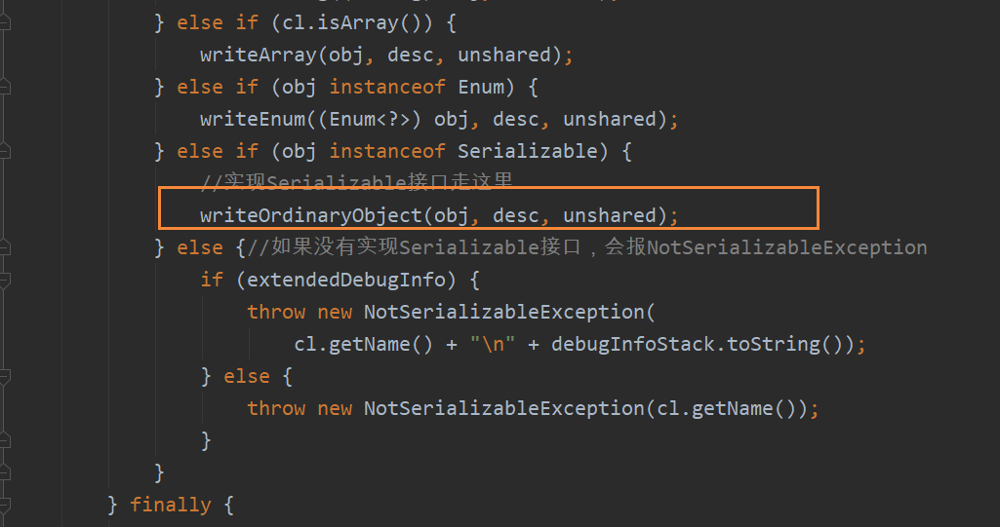 } else if (cl.isArray()) {
writeArray(obj, desc, unshared);
} else if (obj instanceof Enum) {
writeEnum((Enum<?>) obj, desc, unshared);
} else if (obj instanceof Serializable) {
//实现Serializable接口走这里
writeOrdinaryObject(obj, desc, unshared);
} else {//如果没有实现Serializable接口，会报NotSerializableException
if (extendedDebugInfo) {
throw new NotSerializableException(
cl.getName() + "\n" + debugInfoStack.toString());
} else {
throw new NotSerializableException(cl.getName());
}
}
} finally {